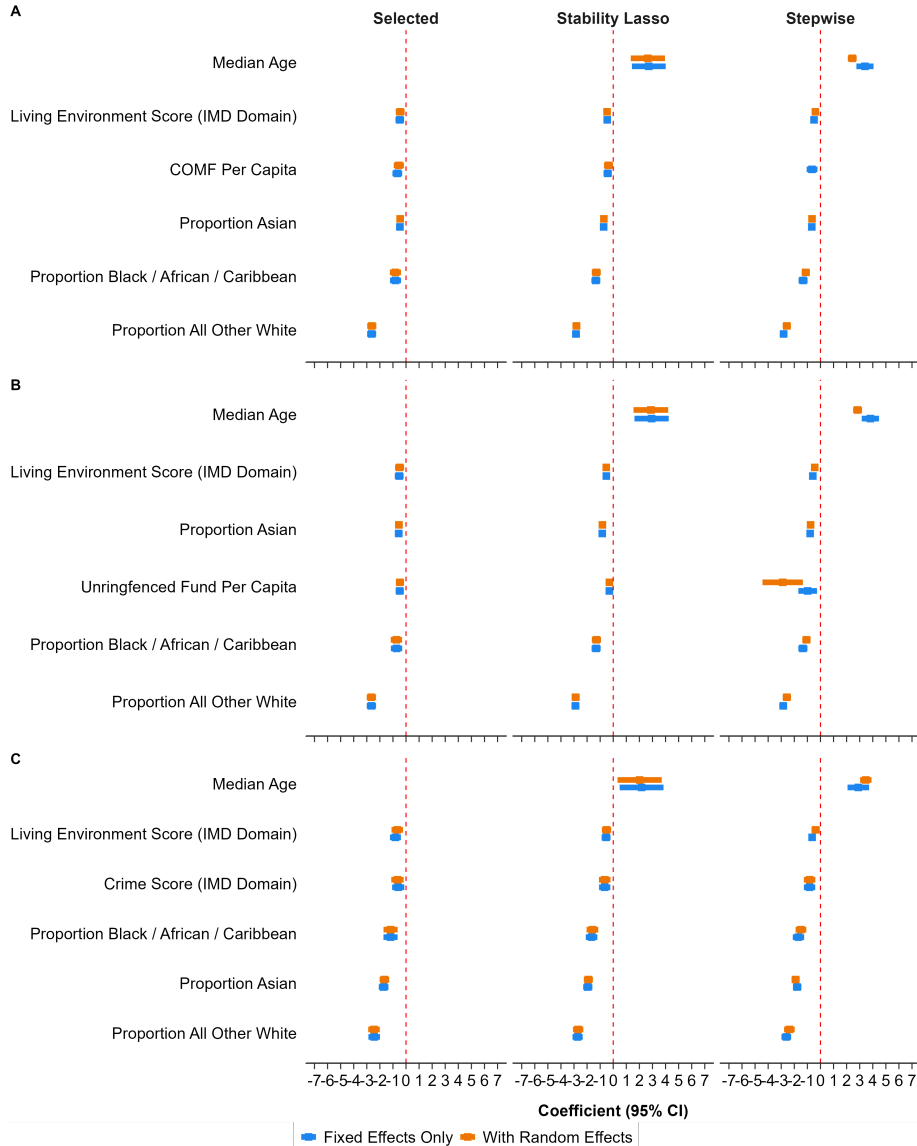 A
Selected Stability Lasso Stepwise
Median Age
Living Environment Score (IMD Domain)
COMF Per Capita
Proportion Asian
Proportion Black / African / Caribbean
Proportion All Other White
B
Median Age
Living Environment Score (IMD Domain)
Proportion Asian
Unringfenced Fund Per Capita
Proportion Black / African / Caribbean
Proportion All Other White
C
Median Age
Living Environment Score (IMD Domain)
Crime Score (IMD Domain)
Proportion Black / African / Caribbean
Proportion Asian
Proportion All Other White
-7-6-5-4-3-2-10 1 2 3 4 5 6 7 -7-6-5-4-3-2-10 1 2 3 4 5 6 7 -7-6-5-4-3-2-10 1 2 3 4 5 6 7
Coefficient (95% CI)
Fixed Effects Only With Random Effects